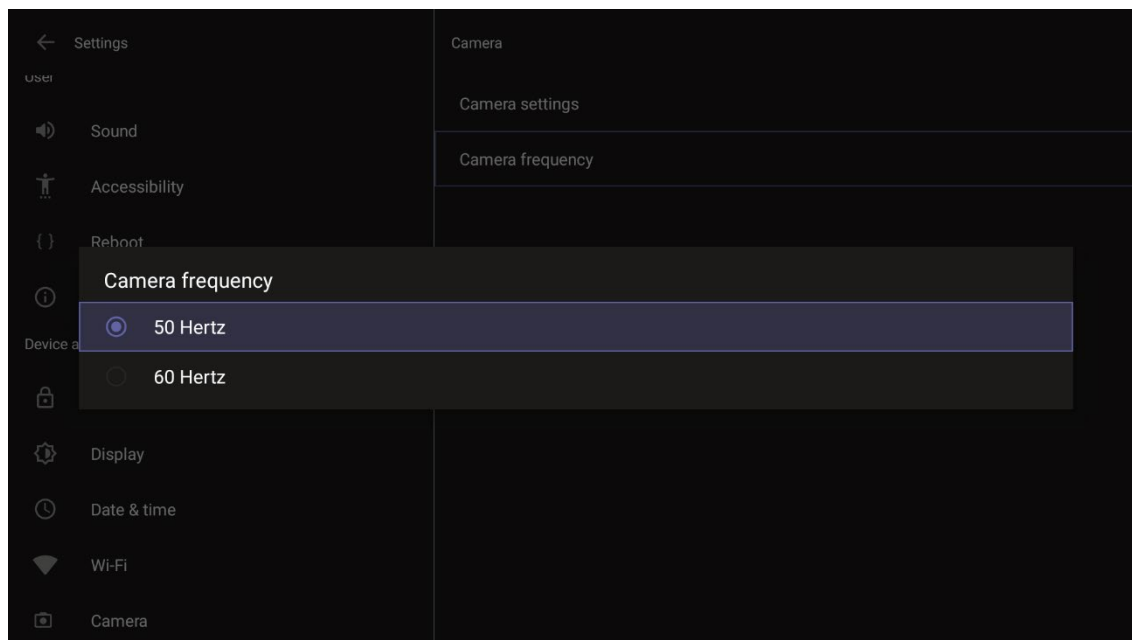 Settings
User
Sound
Accessibility
Reboot
Device a
Display
Date & time
Wi-Fi
Camera
Camera
Camera settings
Camera frequency
Camera frequency
50 Hertz
60 Hertz